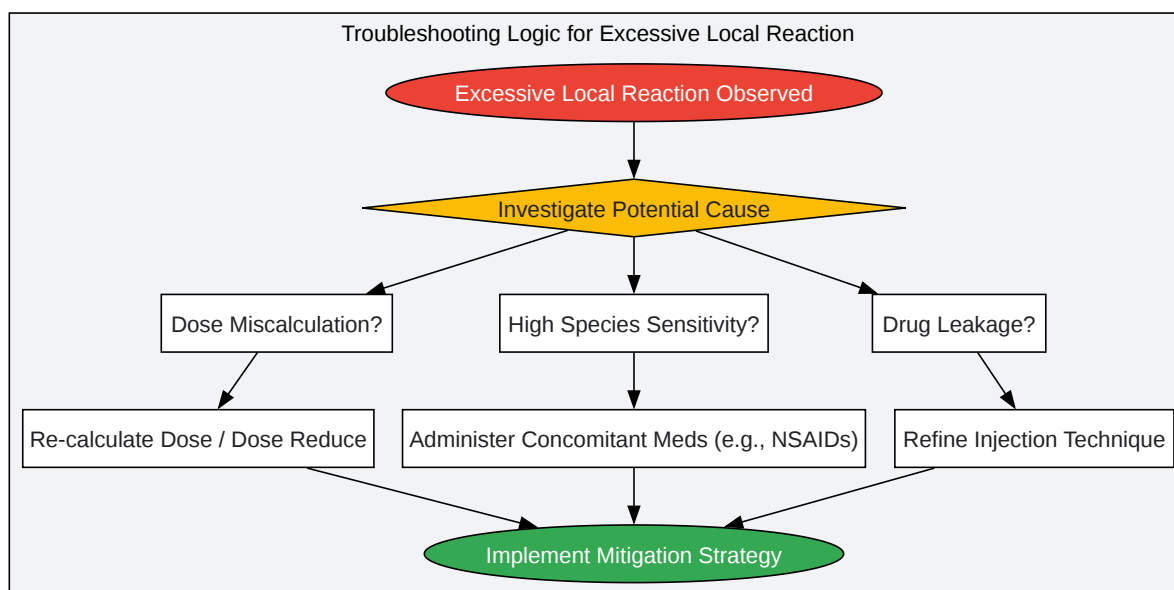 Troubleshooting Logic for Excessive Local Reaction
Excessive Local Reaction Observed
Investigate Potential Cause
Dose Miscalculation?
High Species Sensitivity?
Drug Leakage?
Re-calculate Dose / Dose Reduce
Administer Concomitant Meds (e.g., NSAIDs)
Refine Injection Technique
Implement Mitigation Strategy